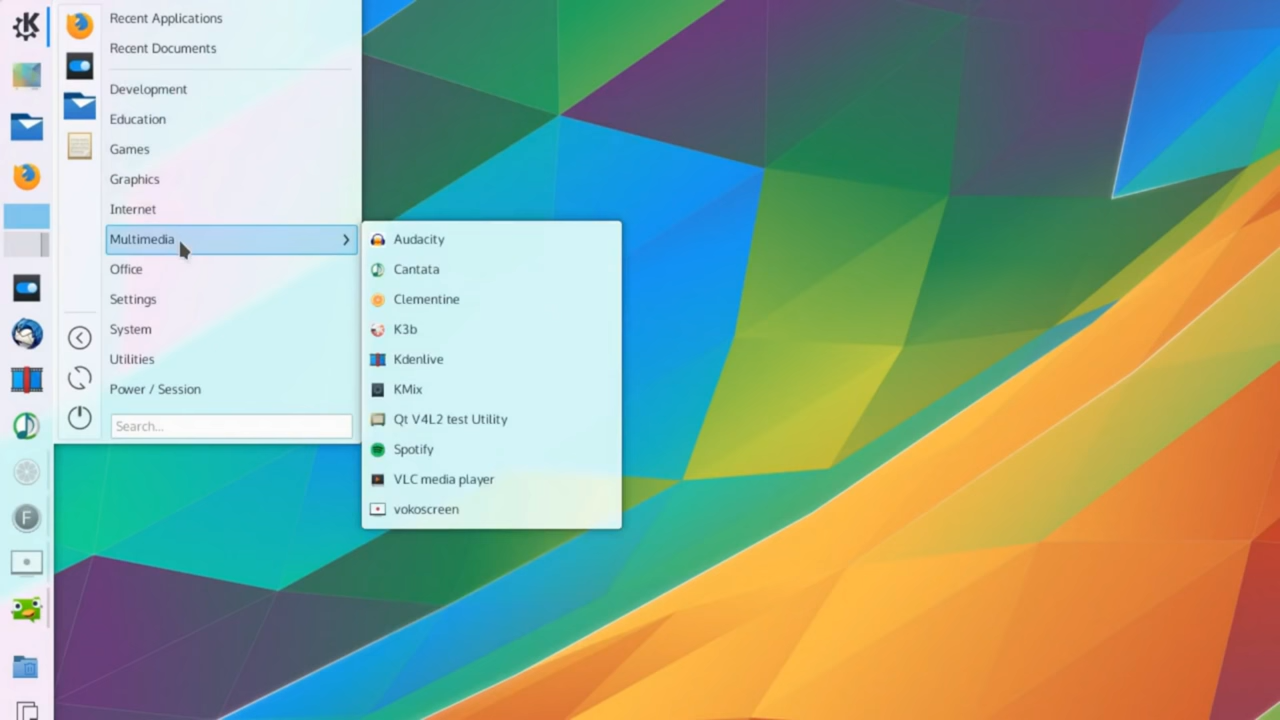 Recent Applications
Recent Documents
Development
Education
Games
Graphics
Internet
Multimedia
Office
Settings
System
Utilities
Power / Session
Search...
Audacity
Cantata
Clementine
K3b
Kdenlive
KMix
Qt V4L2 test Utility
Spotify
VLC media player
vokoscreen
F